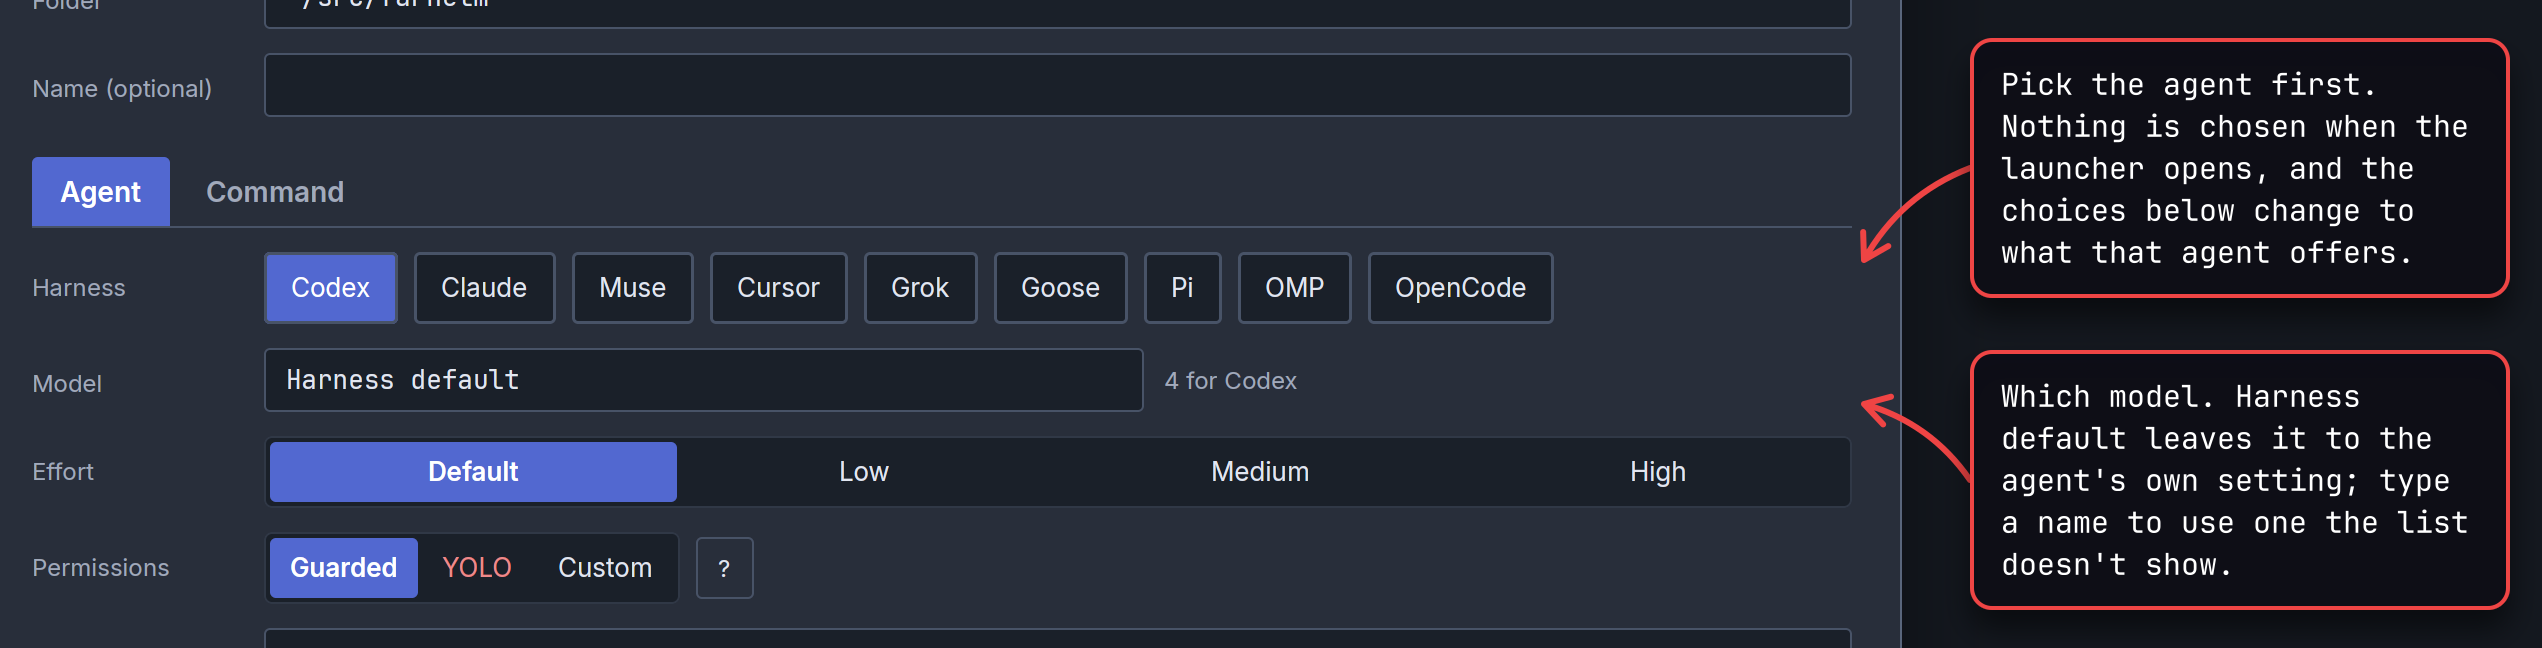 Folder
~/src/farhelm
Name (optional)
Agent Command
Harness Codex Claude Muse Cursor Grok Goose Pi OMP OpenCode
Model Harness default 4 for Codex
Effort Default Low Medium High
Permissions Guarded YOLO Custom ?
Pick the agent first.
Nothing is chosen when the
launcher opens, and the
choices below change to
what that agent offers.
Which model. Harness
default leaves it to the
agent's own setting; type
a name to use one the list
doesn't show.